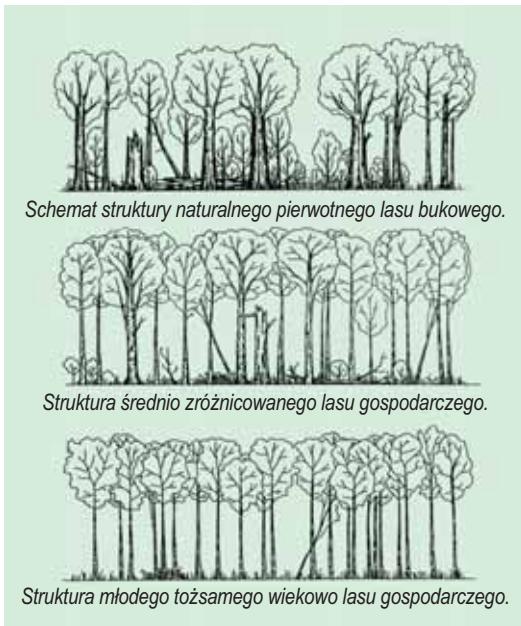 Schemat struktury naturalnego pierwotnego lasu bukowego.
Struktura średnio zróżnicowanego lasu gospodarczego.
Struktura młodego tożsamego wiekowo lasu gospodarczego.